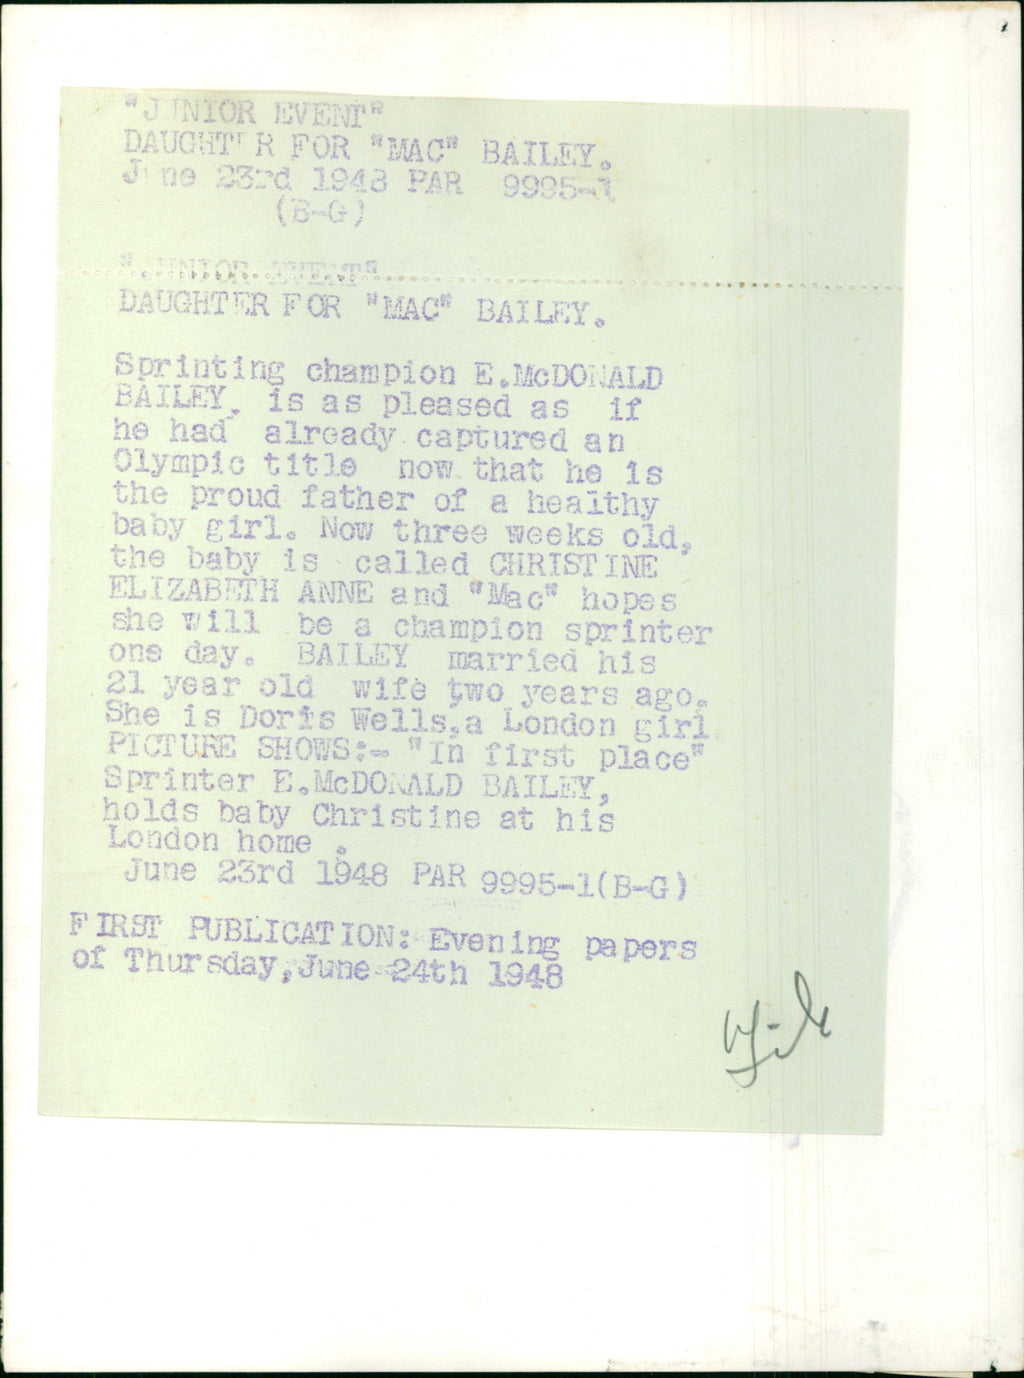 "JUNIOR EVENT"
DAUGHTER FOR "MAC" BAILEY.
June 23rd 1948 PAR 9995-1
(B-G)
"JUNIOR EVENT"
DAUGHTER FOR "MAC" BAILEY.
Sprinting champion E.McDONALD
BAILEY, is as pleased as if
he had already captured an
Olympic title now that he is
the proud father of a healthy
baby girl. Now three weeks old,
the baby is called CHRISTINE
ELIZABETH ANNE and "Mac" hopes
she will be a champion sprinter
one day. BAILEY married his
21 year old wife two years ago.
She is Doris Wells,a London girl
PICTURE SHOWS:- "In first place"
Sprinter E.McDONALD BAILEY,
holds baby Christine at his
London home .
June 23rd 1948 PAR 9995-1(B-G)
FIRST PUBLICATION: Evening papers
of Thursday,June 24th 1948
File